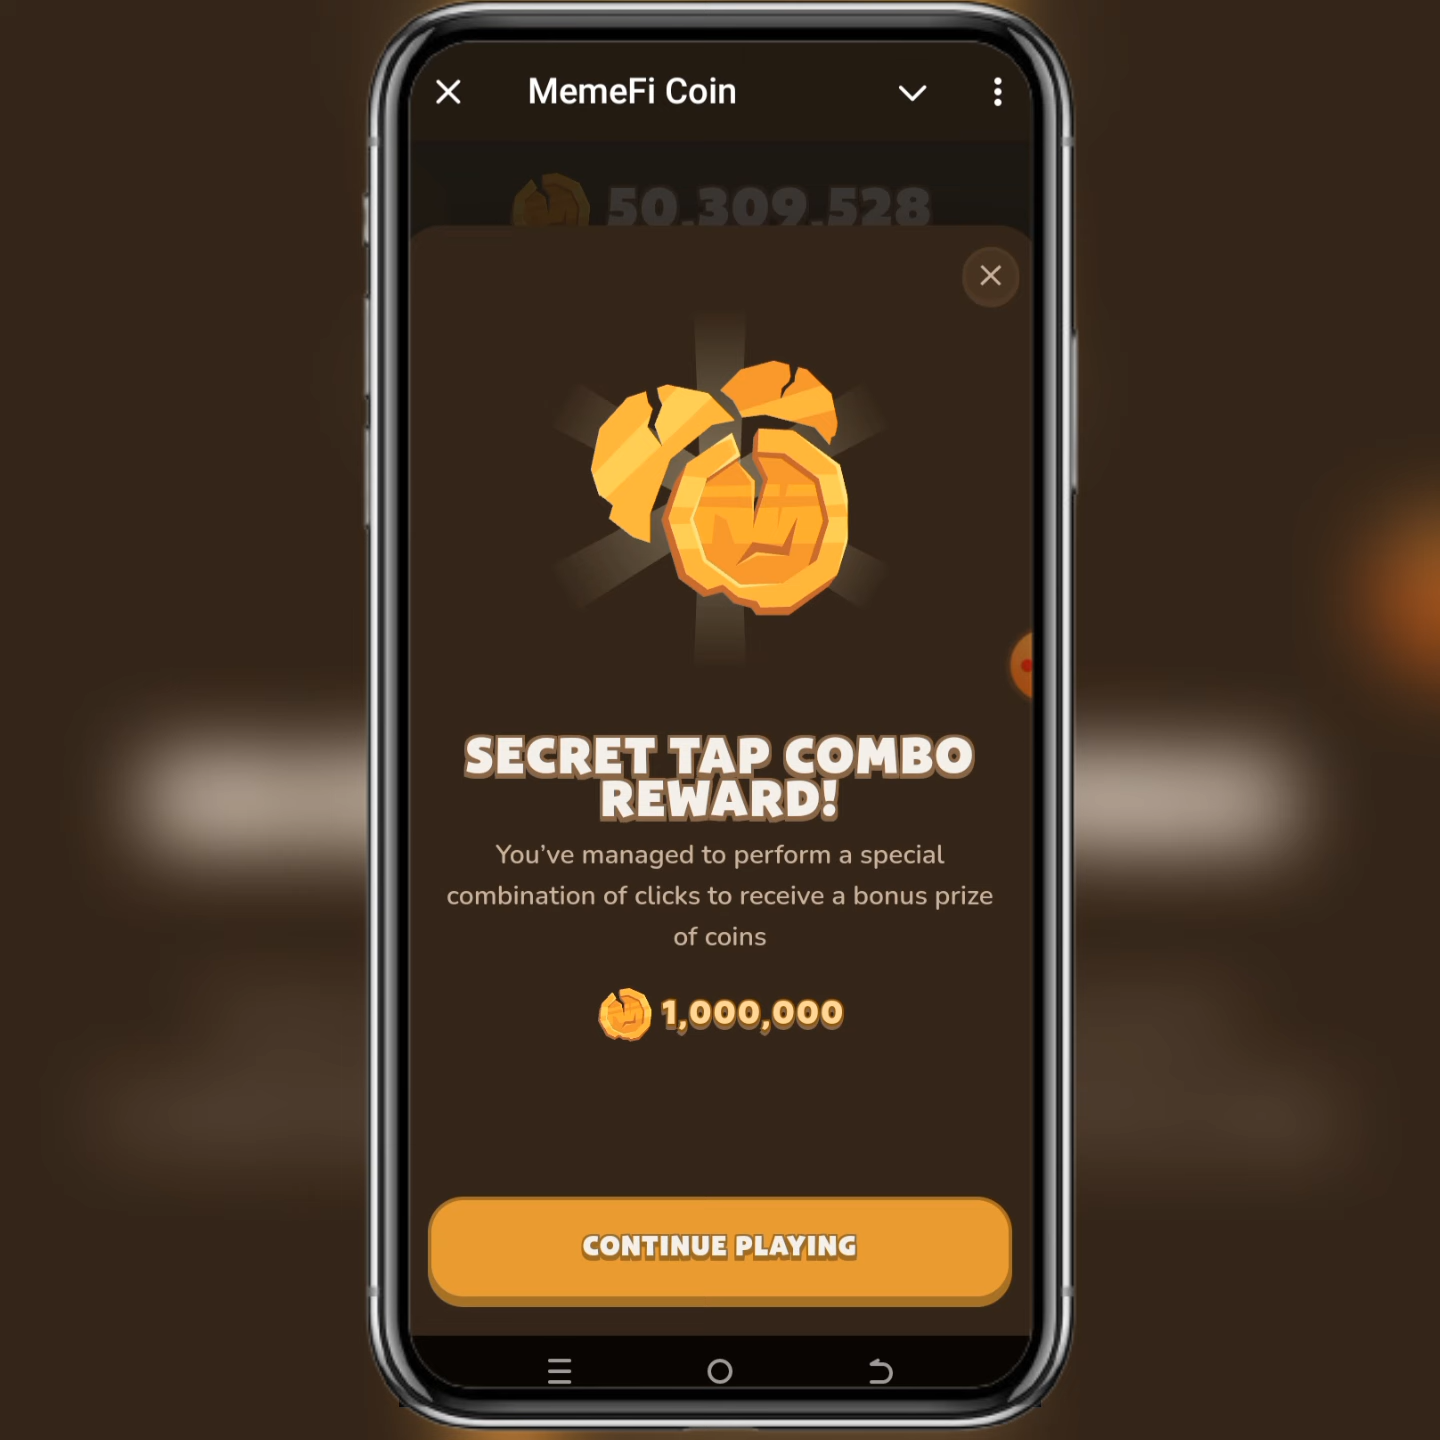 MemeFi Coin
50,309,528
SECRET TAP COMBO
REWARD!
You’ve managed to perform a special
combination of clicks to receive a bonus prize
of coins
1,000,000
CONTINUE PLAYING